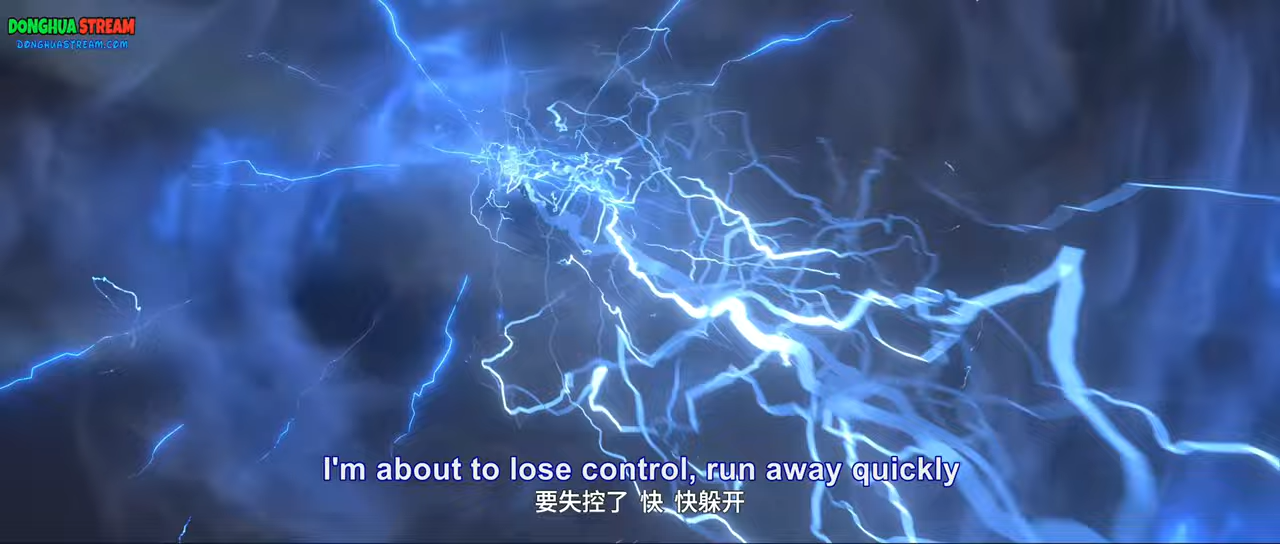 DONGHUA STREAM
DONGHUASTREAM.COM
I'm about to lose control, run away quickly
要失控了 快 快躲开